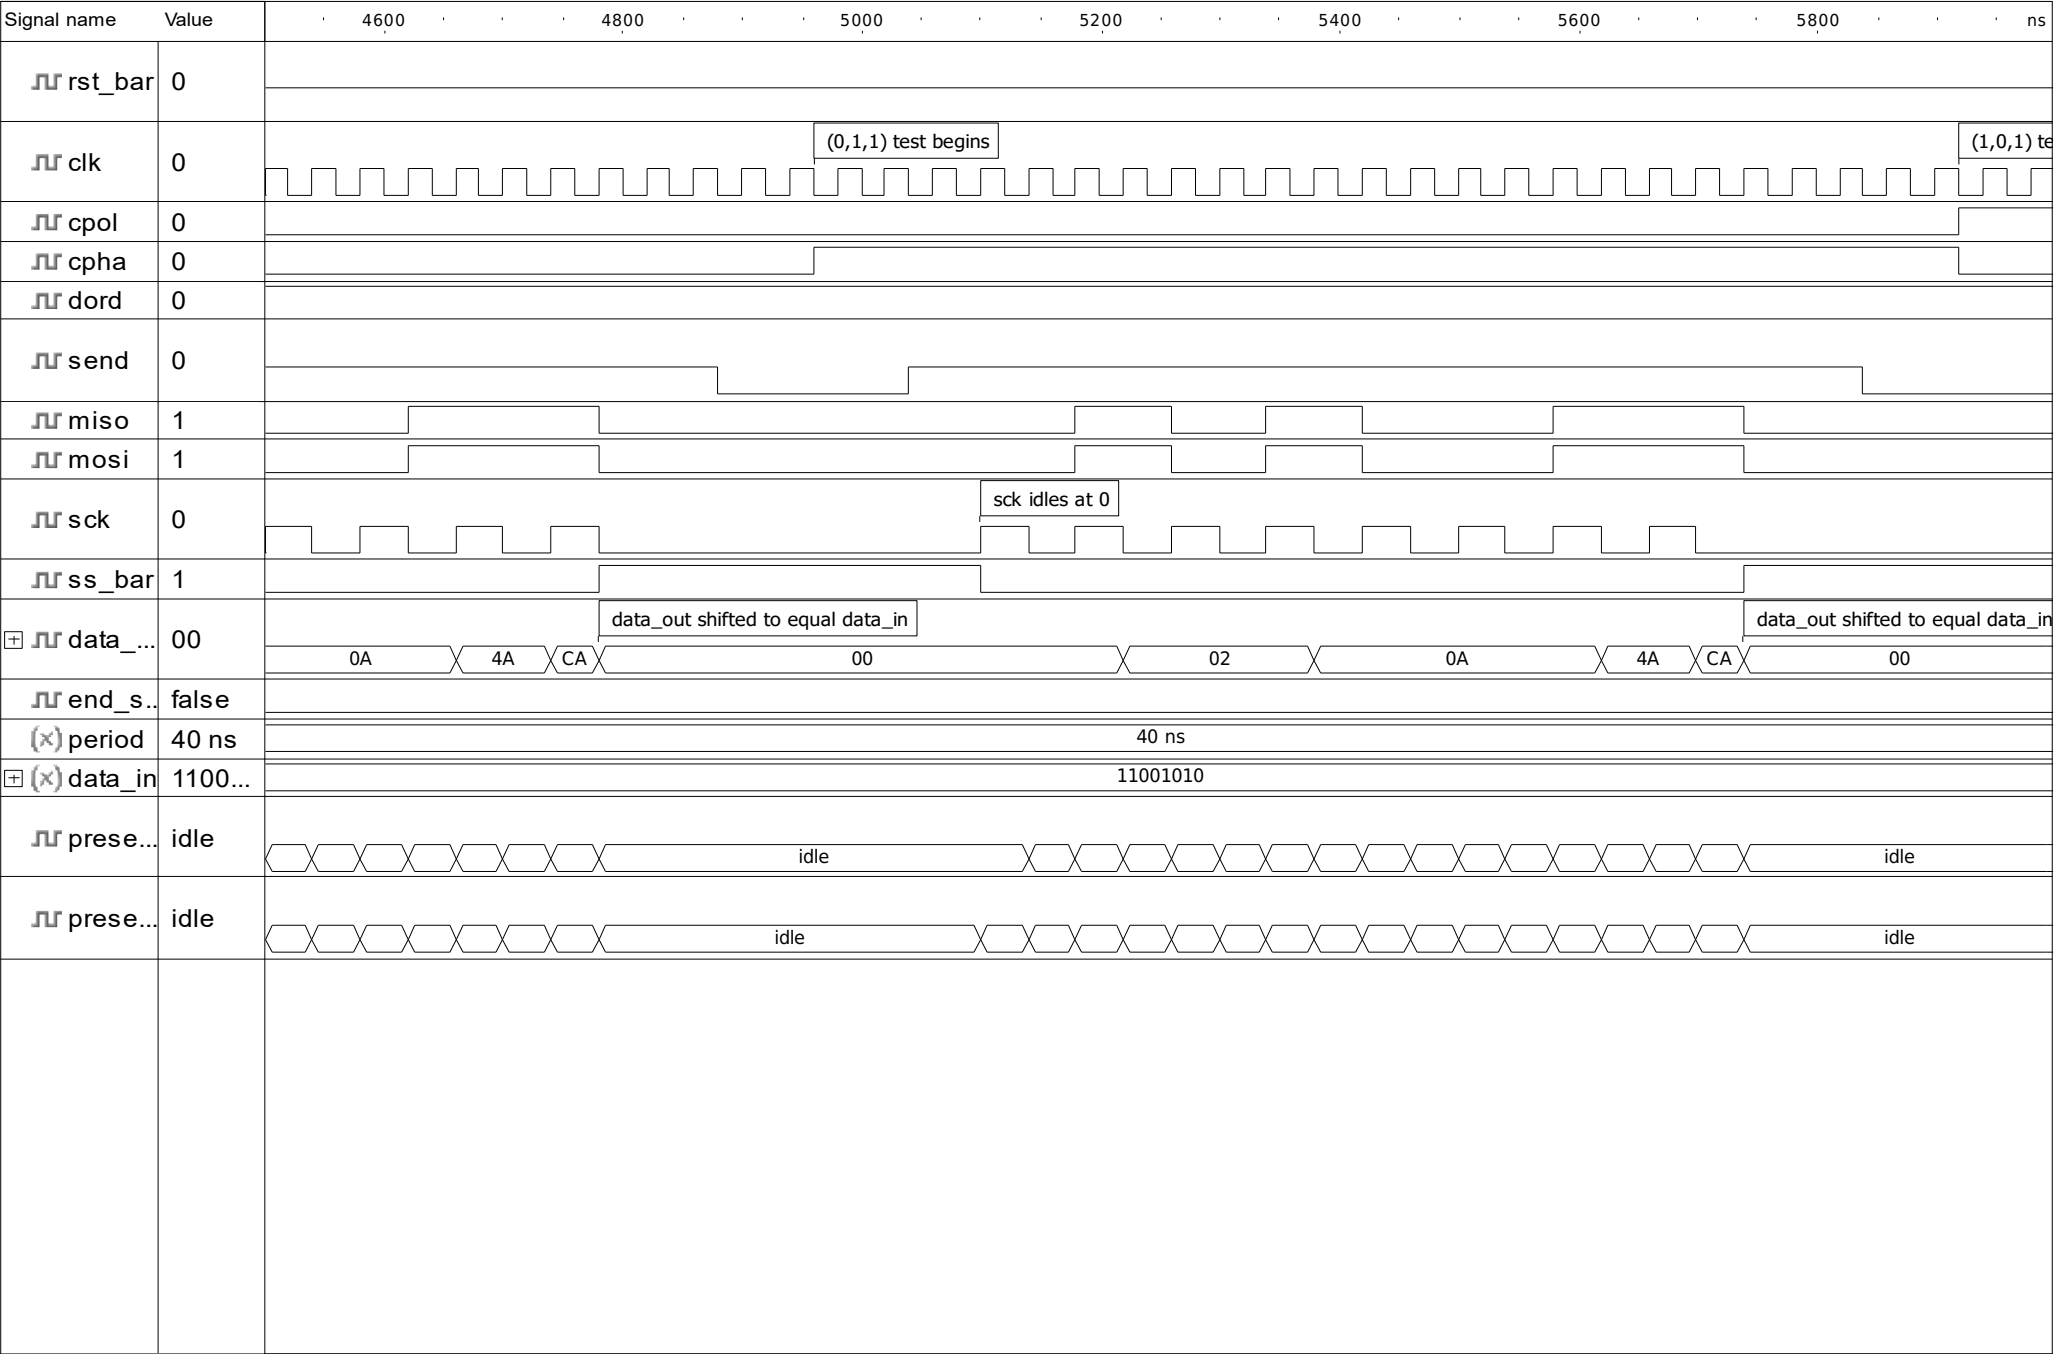 Signal name Value 4600 4800 5000 5200 5400 5600 5800 ns
rst_bar 0
(0,1,1) test begins (1,0,1) te
clk 0
cpol 0
cpha 0
dord 0
send 0
miso 1
mosi 1
sck idles at 0
sck 0
ss_bar 1
data_out shifted to equal data_in data_out shifted to equal data_in
data_... 00 0A 4A CA 00 02 0A 4A CA 00
end_s.. false
(x) period 40 ns 40 ns
(x) data_in 1100... 11001010
prese... idle idle idle
prese... idle idle idle